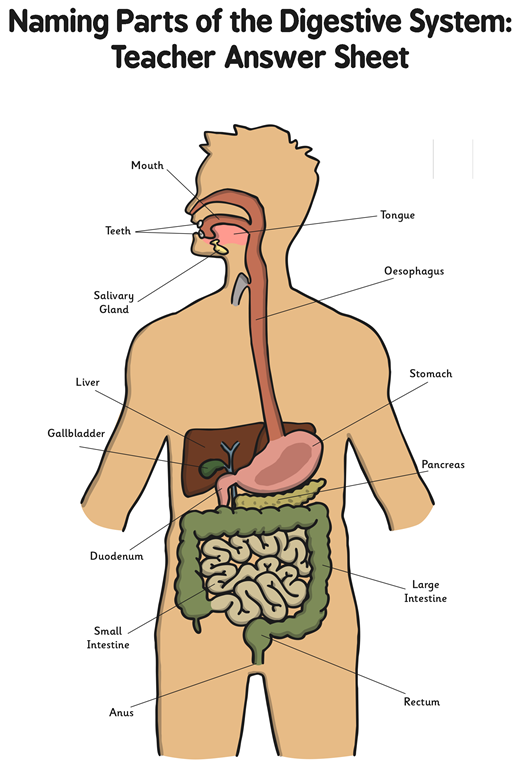 Naming Parts of the Digestive System:
Teacher Answer Sheet
Mouth
Tongue
Teeth
Oesophagus
Salivary
Gland
Stomach
Liver
Gallbladder
Pancreas
Duodenum
Large
Intestine
Small
Intestine
Rectum
Anus